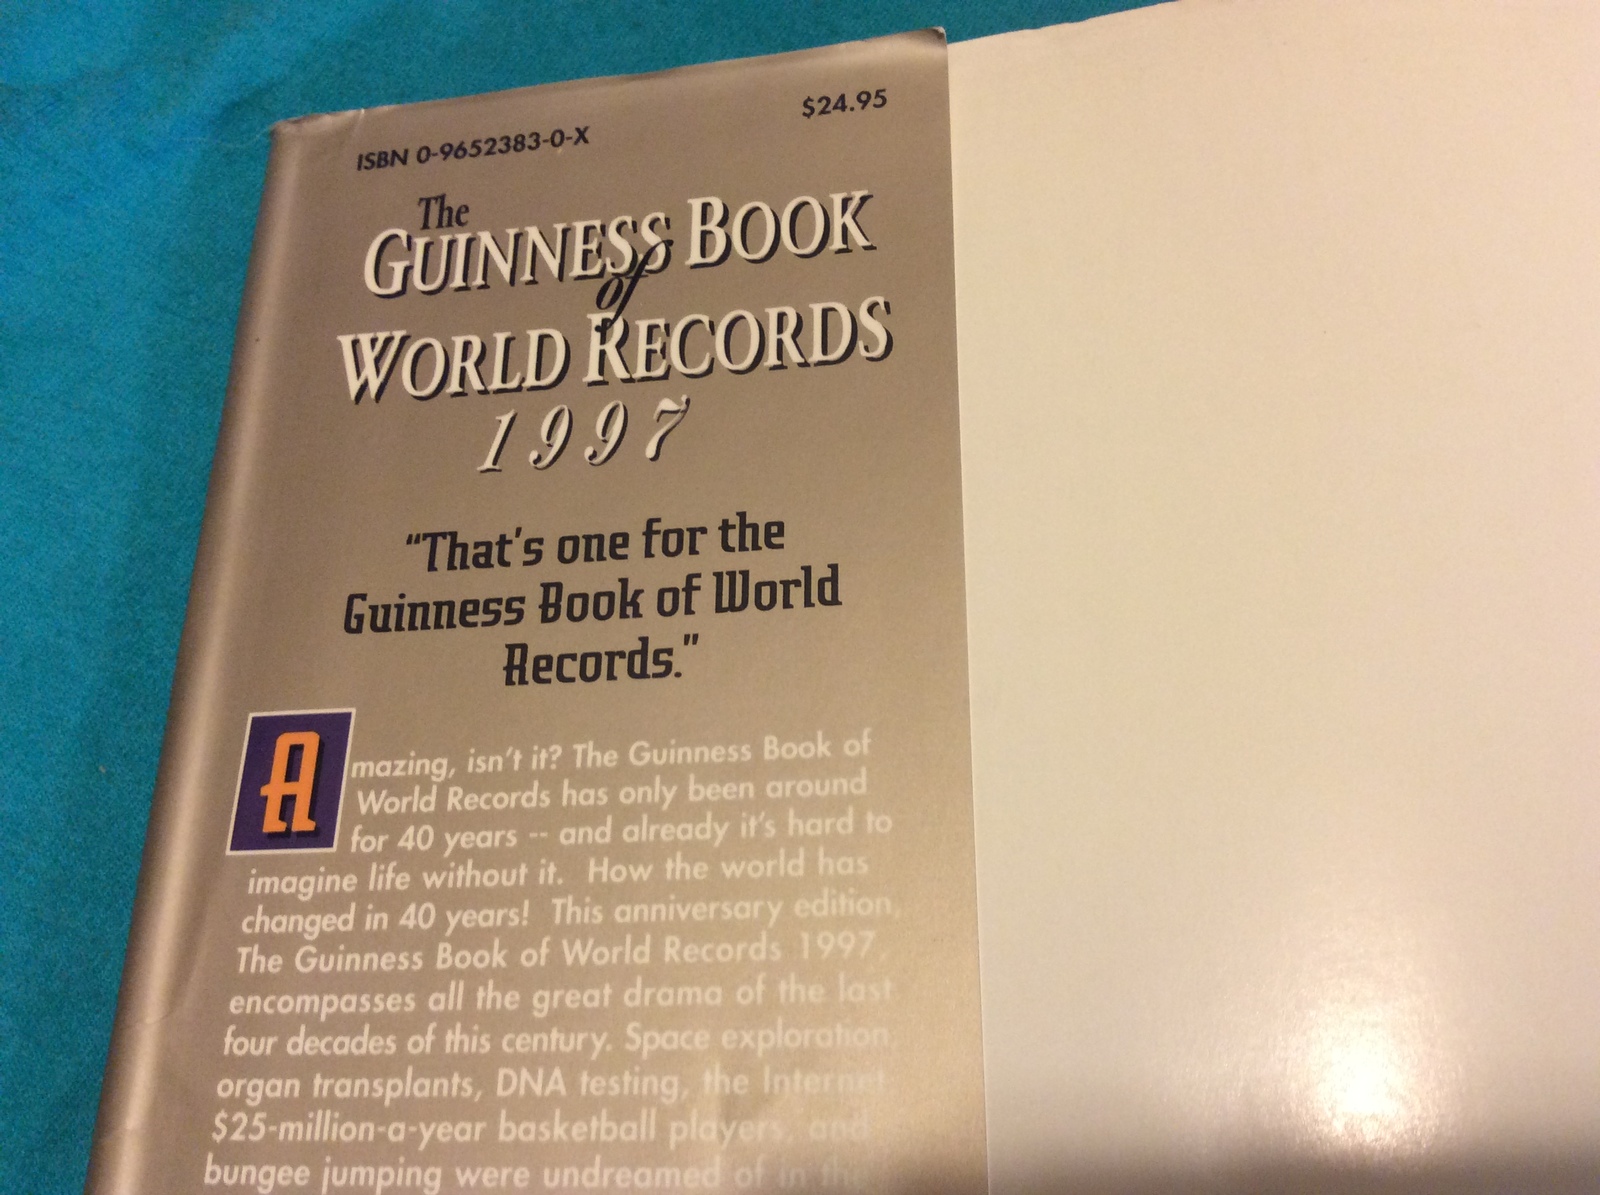 ISBN 0-9652383-0-X
$24.95
The
GUINNESS BOOK
of
WORLD RECORDS
1997
"That's one for the
Guinness Book of World
Records."
Amazing, isn't it? The Guinness Book of
World Records has only been around
for 40 years -- and already it's hard to
imagine life without it. How the world has
changed in 40 years! This anniversary edition,
The Guinness Book of World Records 1997,
encompasses all the great drama of the last
four decades of this century. Space exploration,
organ transplants, DNA testing, the Internet
$25-million-a-year basketball players, and
bungee jumping were undreamed of in